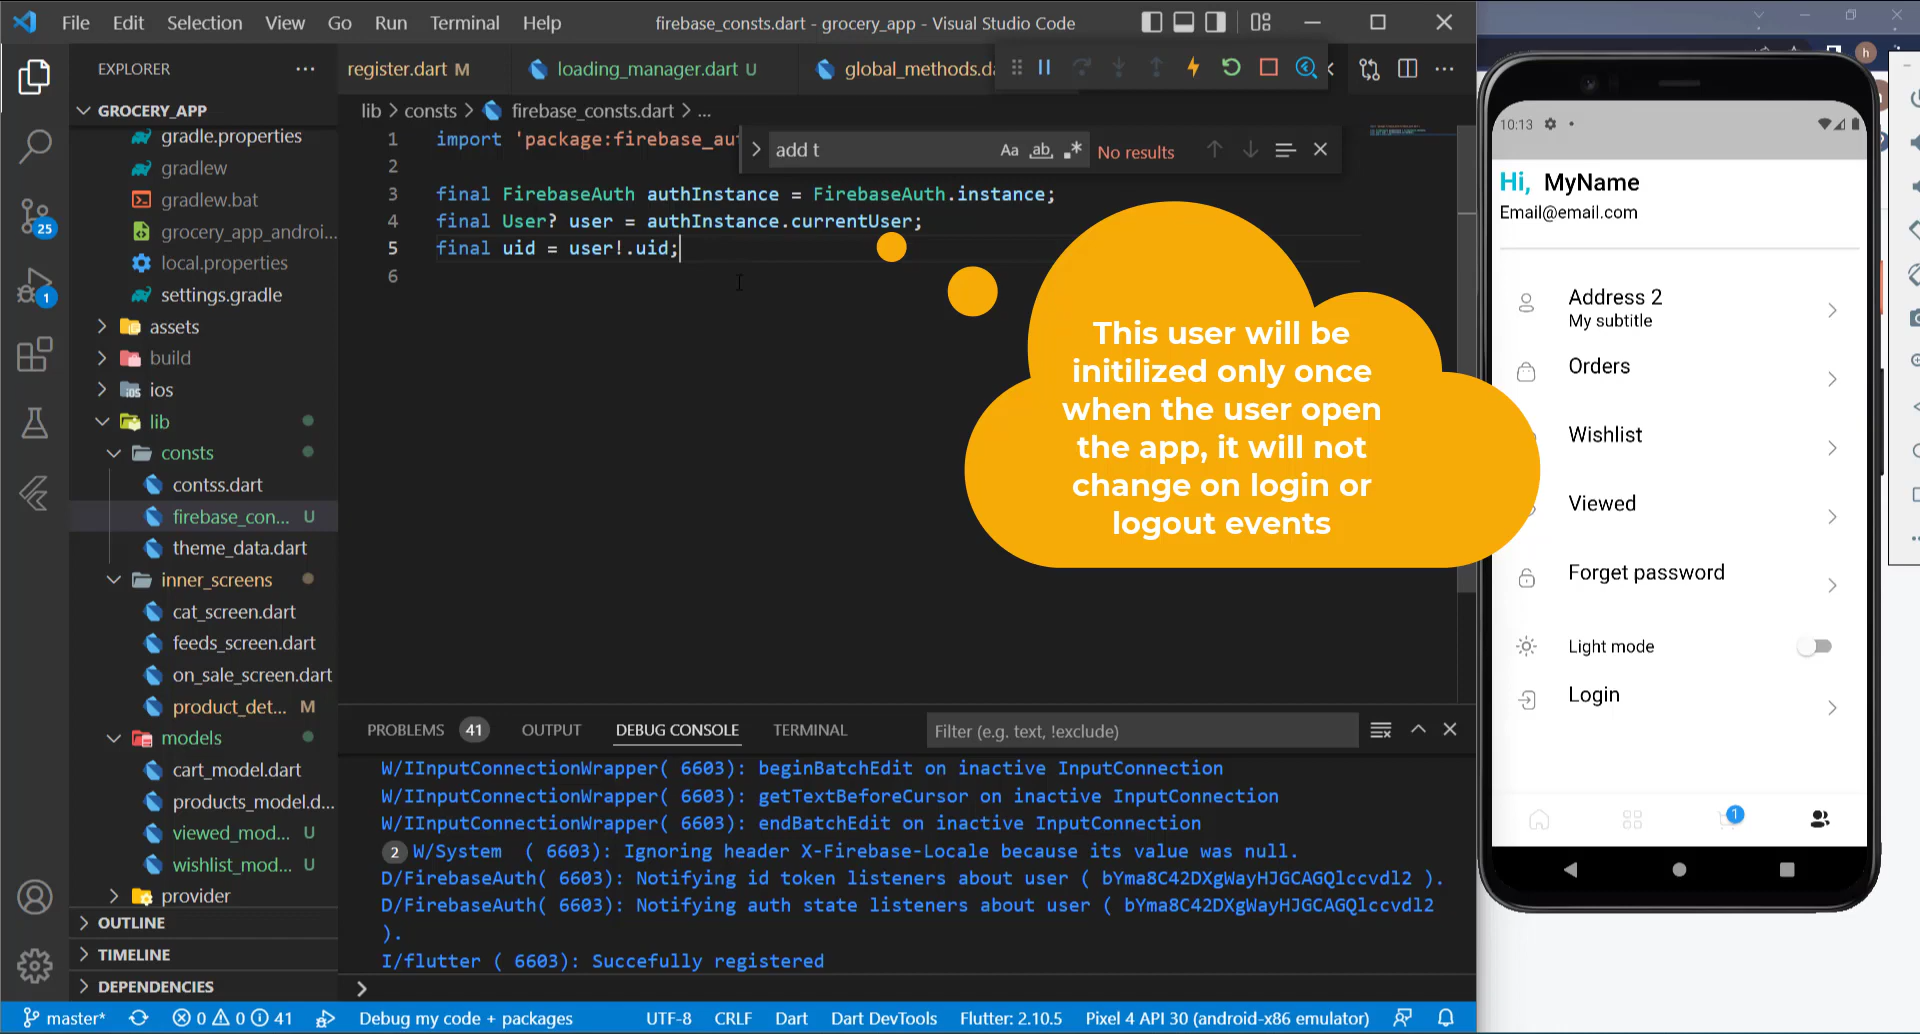 File Edit Selection View Go Run Terminal Help
firebase_consts.dart - grocery_app - Visual Studio Code
EXPLORER
register.dart M
loading_manager.dart U
global_methods.da
GROCERY_APP
lib > consts > firebase_consts.dart > ...
gradle.properties
gradlew
gradlew.bat
grocery_app_androi...
local.properties
settings.gradle
assets
build
ios
lib
consts
contss.dart
firebase_con... U
theme_data.dart
inner_screens
cat_screen.dart
feeds_screen.dart
on_sale_screen.dart
product_det... M
models
cart_model.dart
products_model.d...
viewed_mod... U
wishlist_mod... U
provider
OUTLINE
TIMELINE
DEPENDENCIES
25
1
add t
Aa ab .*
No results
1 import 'package:firebase_aut
2
3 final FirebaseAuth authInstance = FirebaseAuth.instance;
4 final User? user = authInstance.currentUser;
5 final uid = user!.uid;
6
This user will be
initilized only once
when the user open
the app, it will not
change on login or
logout events
PROBLEMS 41 OUTPUT DEBUG CONSOLE TERMINAL
Filter (e.g. text, !exclude)
W/IInputConnectionWrapper( 6603): beginBatchEdit on inactive InputConnection
W/IInputConnectionWrapper( 6603): getTextBeforeCursor on inactive InputConnection
W/IInputConnectionWrapper( 6603): endBatchEdit on inactive InputConnection
2 W/System ( 6603): Ignoring header X-Firebase-Locale because its value was null.
D/FirebaseAuth( 6603): Notifying id token listeners about user ( bYma8C42DXgWayHJGCAGQlccvdl2 ).
D/FirebaseAuth( 6603): Notifying auth state listeners about user ( bYma8C42DXgWayHJGCAGQlccvdl2
).
I/flutter ( 6603): Succefully registered
master* 0 0 41 Debug my code + packages UTF-8 CRLF Dart Dart DevTools Flutter: 2.10.5 Pixel 4 API 30 (android-x86 emulator)
h
10:13
Hi, MyName
Email@email.com
Address 2
My subtitle
Orders
Wishlist
Viewed
Forget password
Light mode
Login
1